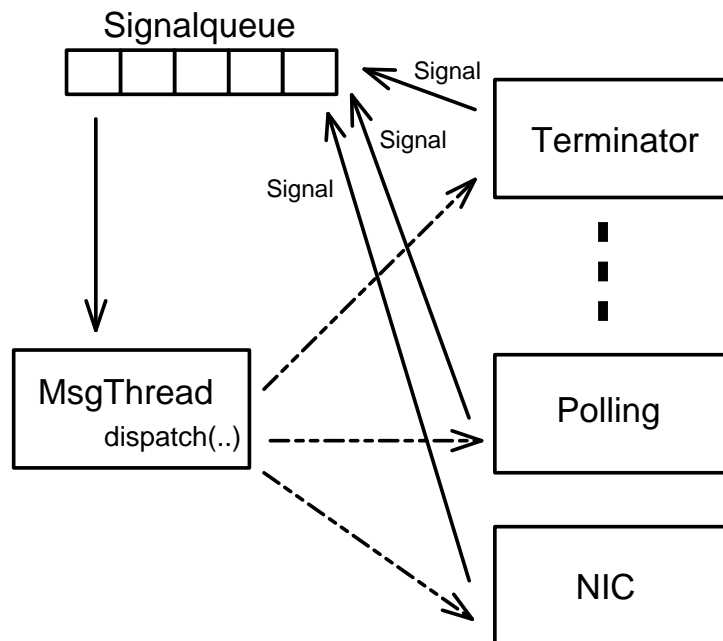 Signalqueue
Signal
Terminator
Signal
Signal
MsgThread
dispatch(..)
Polling
NIC